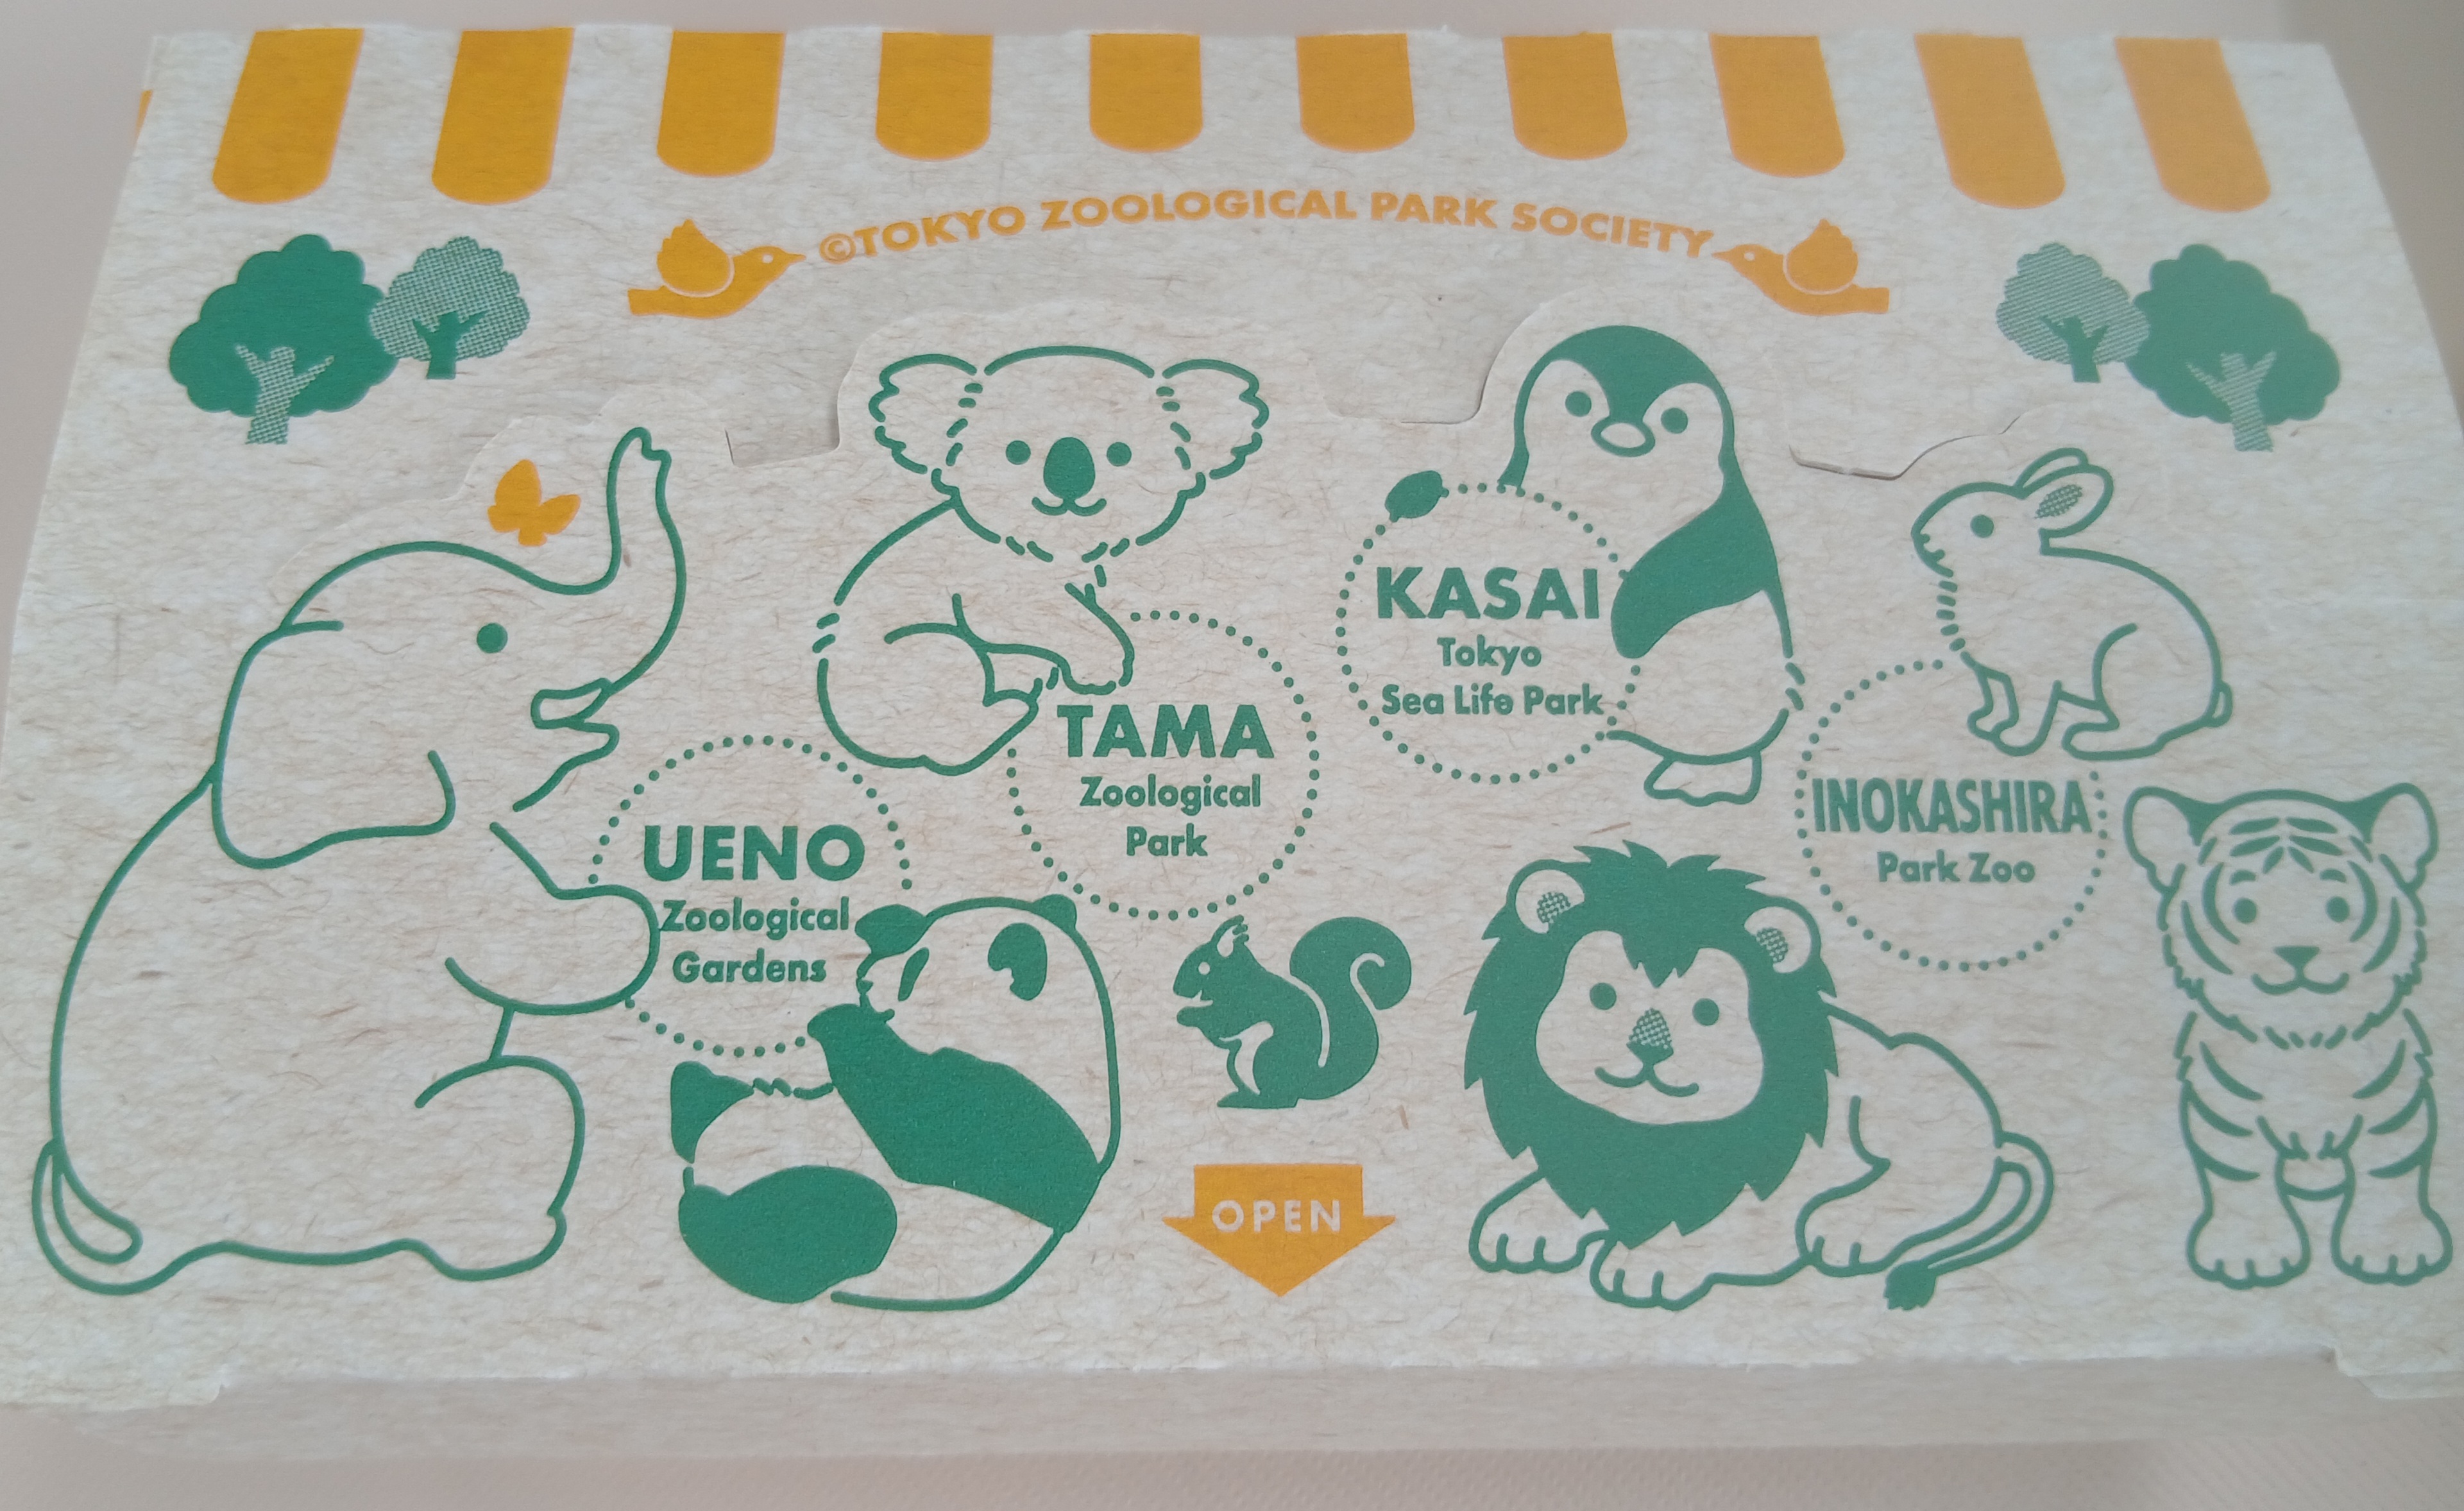 ©TOKYO ZOOLOGICAL PARK SOCIETY
KASAI
Tokyo
Sea Life Park
TAMA
Zoological
Park
INOKASHIRA
Park Zoo
UENO
Zoological
Gardens
OPEN